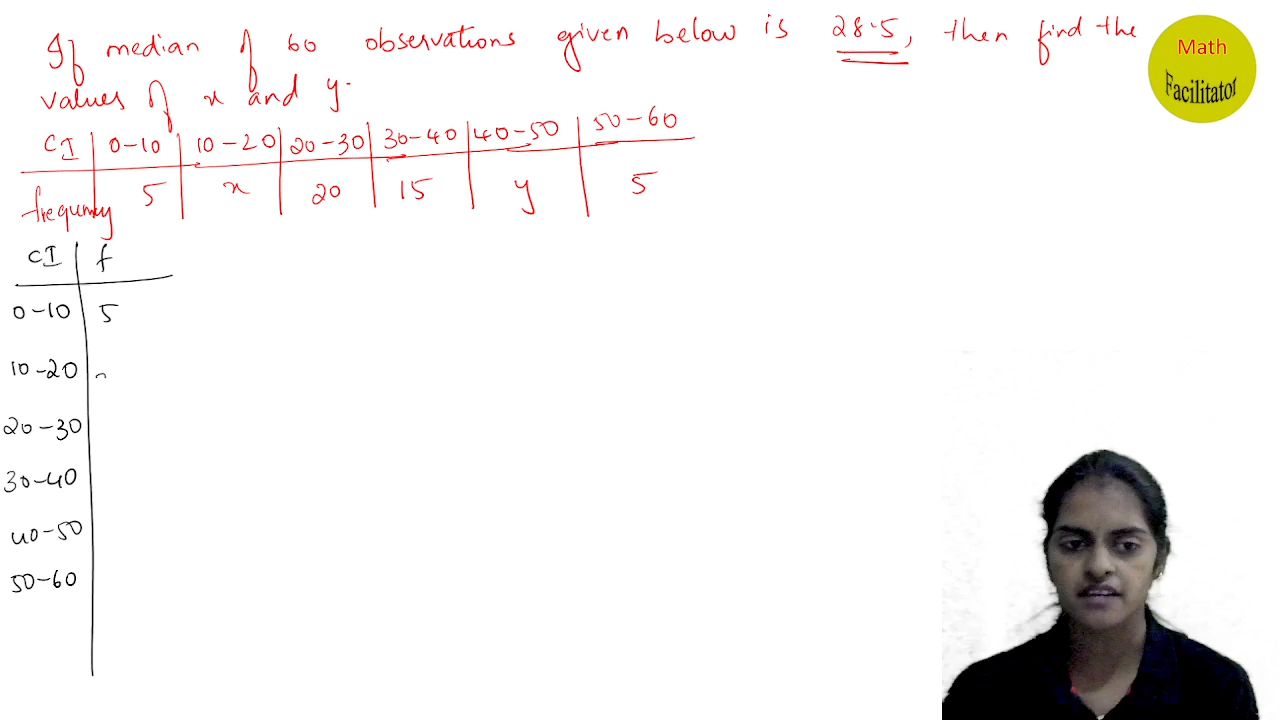 If median of 60 observations given below is 28.5, then find the
values of x and y.
Math
Facilitator
CI 0-10 10-20 20-30 30-40 40-50 50-60
frequency 5 x 20 15 y 5
CI f
0-10 5
10-20
20-30
30-40
40-50
50-60